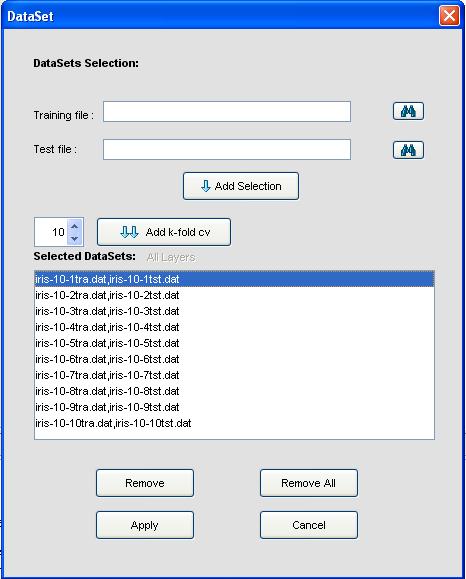 DataSet
DataSets Selection:
Training file :
Test file :
Add Selection
10 Add k-fold cv
Selected DataSets: All Layers
iris-10-1tra.dat,iris-10-1tst.dat
iris-10-2tra.dat,iris-10-2tst.dat
iris-10-3tra.dat,iris-10-3tst.dat
iris-10-4tra.dat,iris-10-4tst.dat
iris-10-5tra.dat,iris-10-5tst.dat
iris-10-6tra.dat,iris-10-6tst.dat
iris-10-7tra.dat,iris-10-7tst.dat
iris-10-8tra.dat,iris-10-8tst.dat
iris-10-9tra.dat,iris-10-9tst.dat
iris-10-10tra.dat,iris-10-10tst.dat
Remove Remove All
Apply Cancel